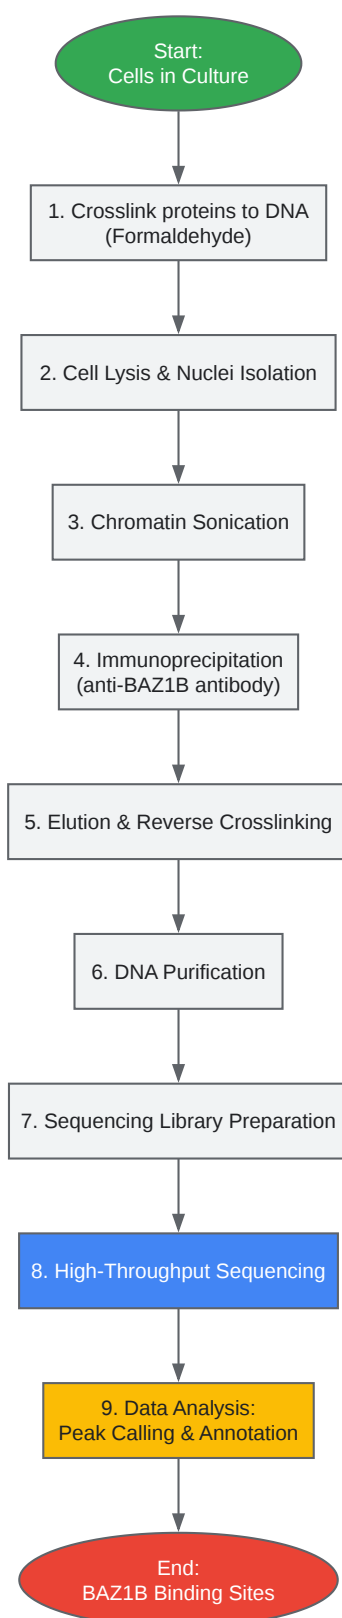 Start:
Cells in Culture
1. Crosslink proteins to DNA
(Formaldehyde)
2. Cell Lysis & Nuclei Isolation
3. Chromatin Sonication
4. Immunoprecipitation
(anti-BAZ1B antibody)
5. Elution & Reverse Crosslinking
6. DNA Purification
7. Sequencing Library Preparation
8. High-Throughput Sequencing
9. Data Analysis:
Peak Calling & Annotation
End:
BAZ1B Binding Sites